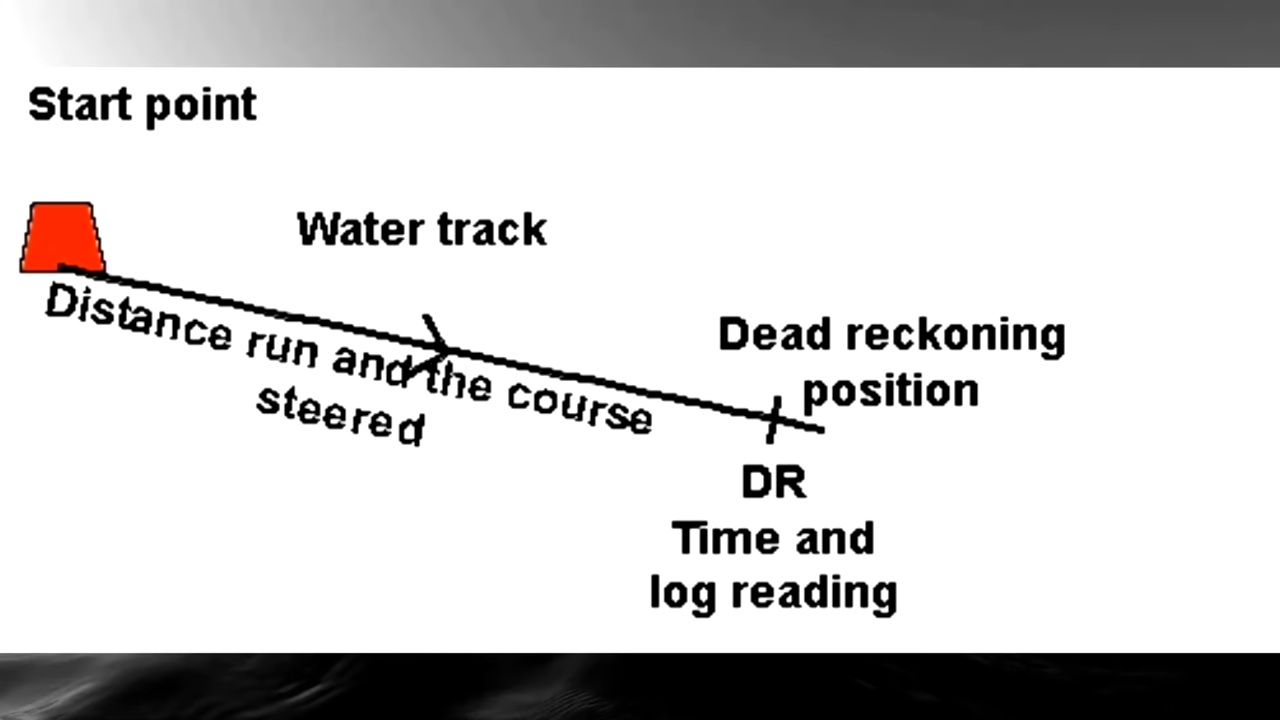 Start point
Water track
Distance run and the course
steered
Dead reckoning
position
DR
Time and
log reading